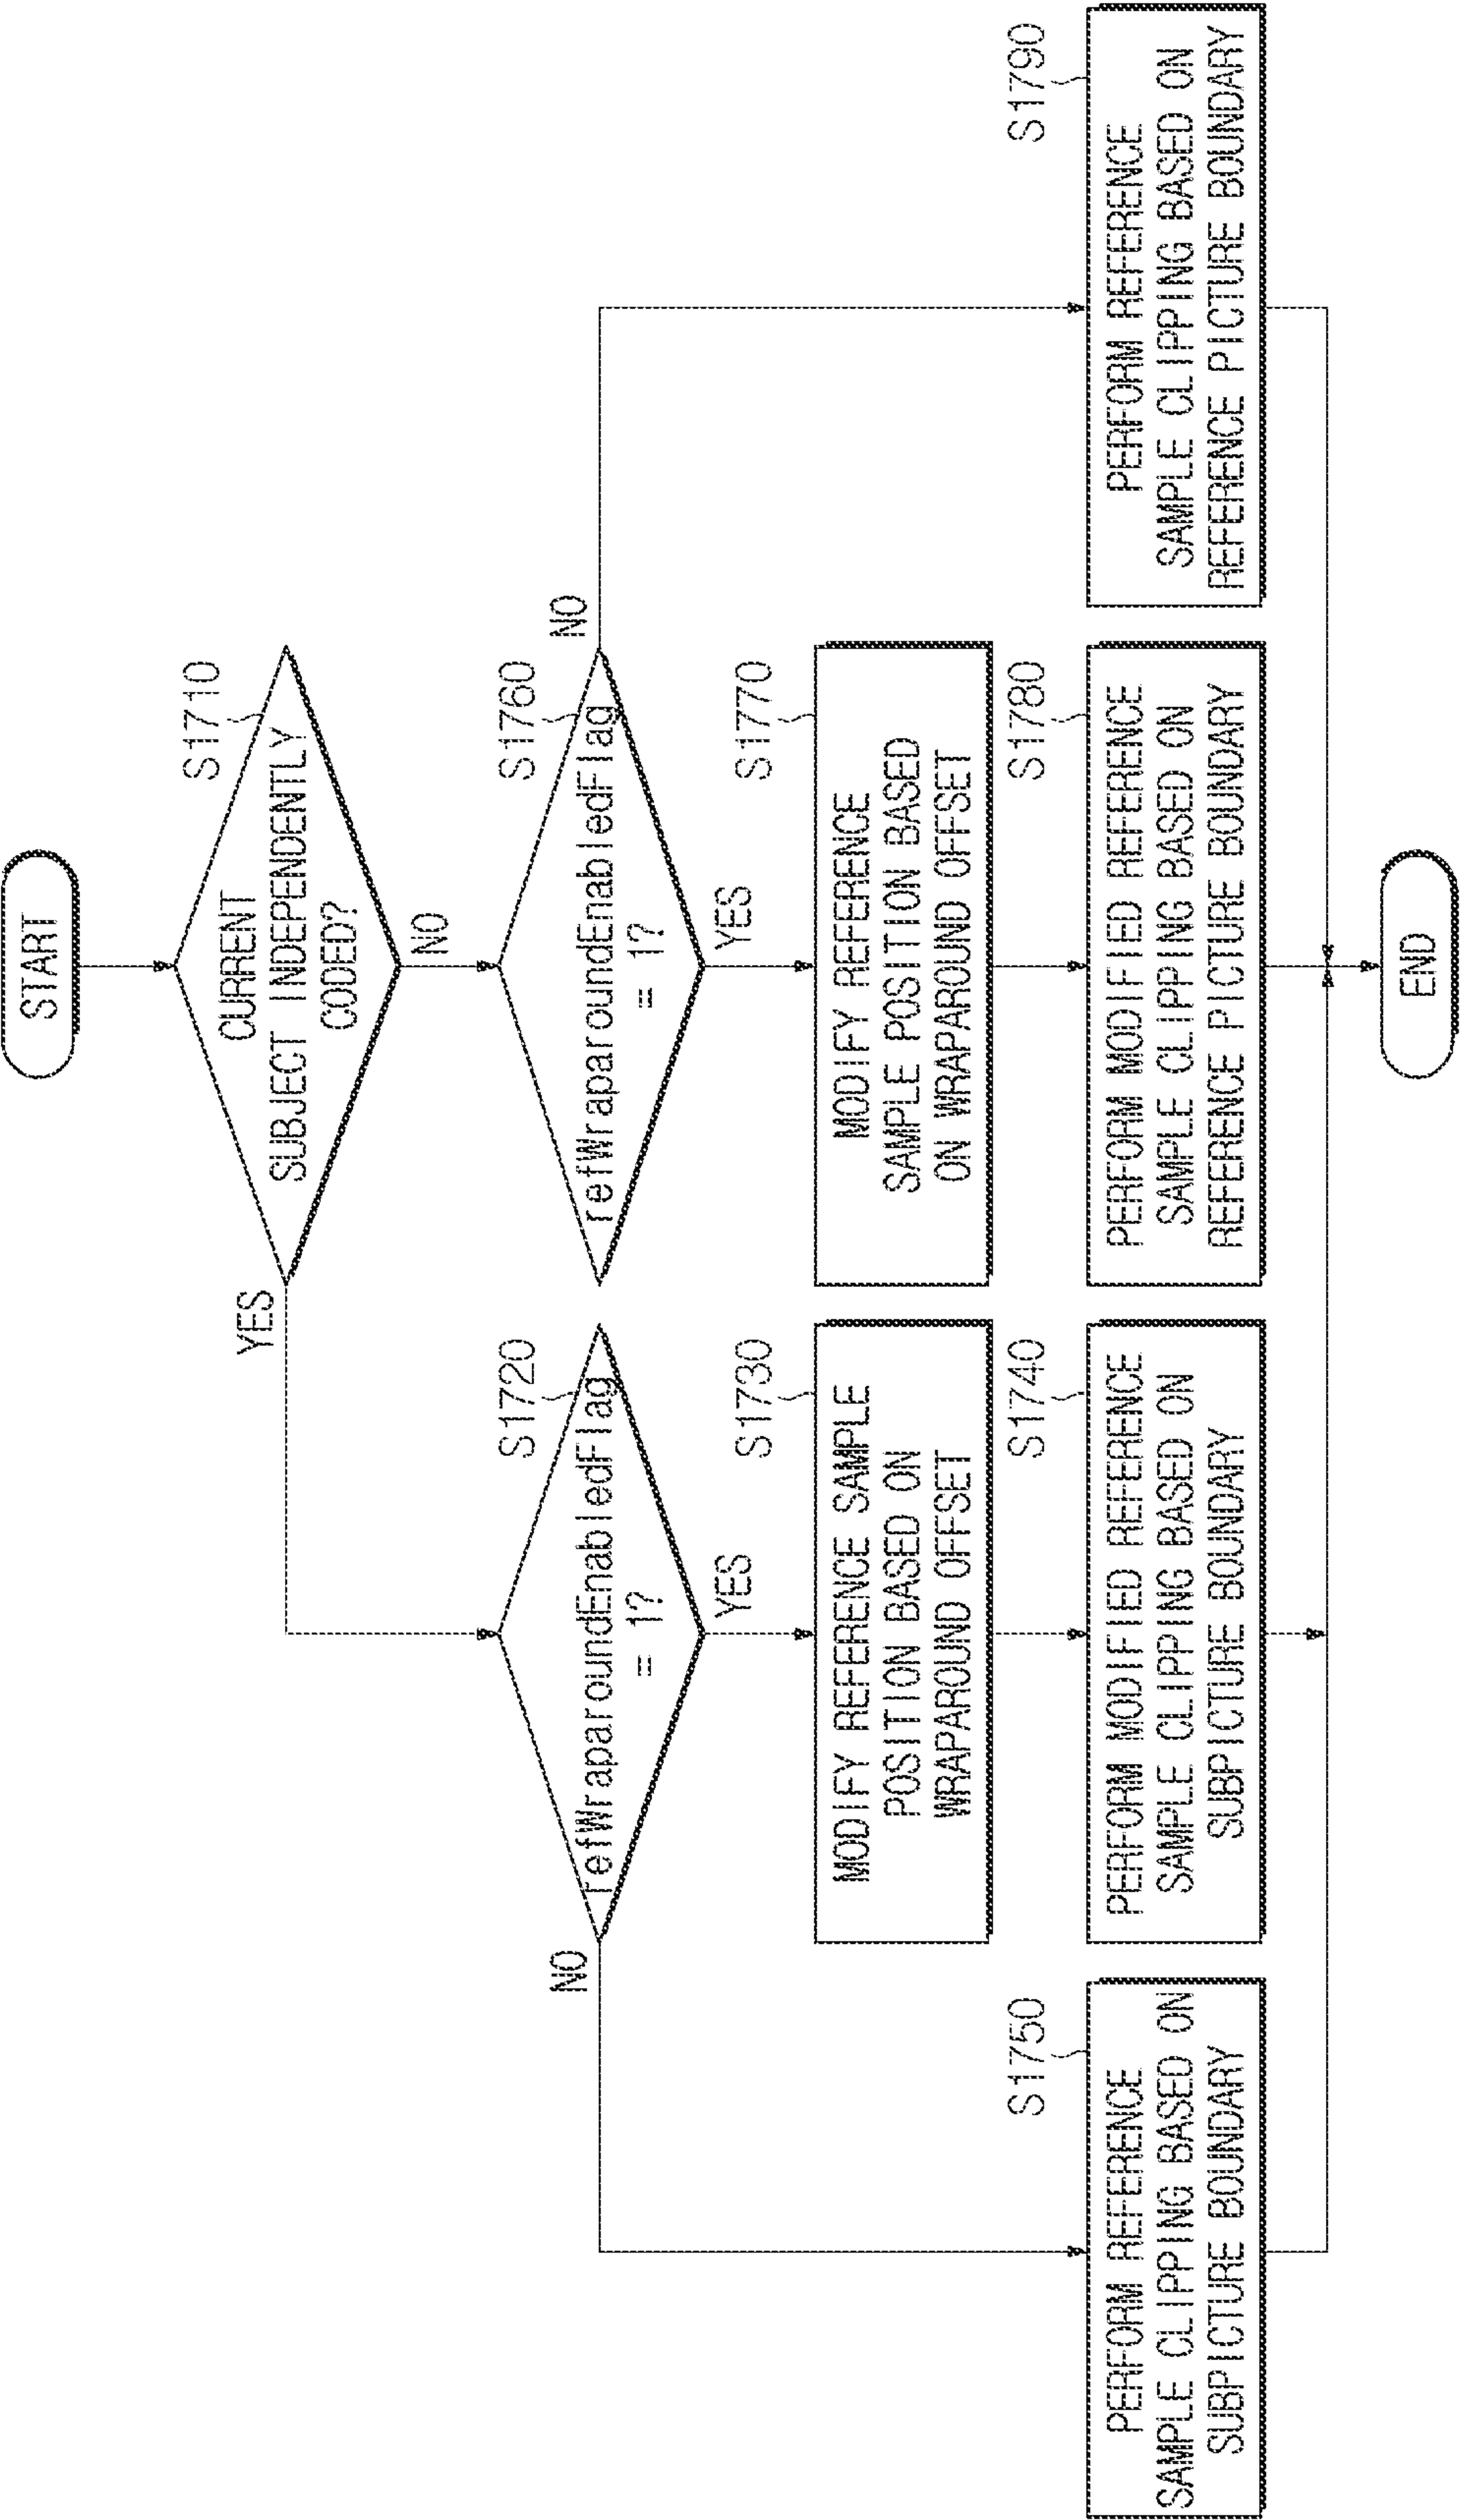 START
S1710
CURRENT
SUBJECT INDEPENDENTLY
CODED?
YES
NO
S1720
refWraparoundEnabledFlag
= 1?
NO
YES
S1760
refWraparoundEnabledFlag
= 1?
NO
YES
S1730
MODIFY REFERENCE SAMPLE
POSITION BASED ON
WRAPAROUND OFFSET
S1770
MODIFY REFERENCE
SAMPLE POSITION BASED
ON WRAPAROUND OFFSET
S1750
PERFORM REFERENCE
SAMPLE CLIPPING BASED ON
SUBPICTURE BOUNDARY
S1740
PERFORM MODIFIED REFERENCE
SAMPLE CLIPPING BASED ON
SUBPICTURE BOUNDARY
S1780
PERFORM MODIFIED REFERENCE
SAMPLE CLIPPING BASED ON
REFERENCE PICTURE BOUNDARY
S1790
PERFORM REFERENCE
SAMPLE CLIPPING BASED ON
REFERENCE PICTURE BOUNDARY
END